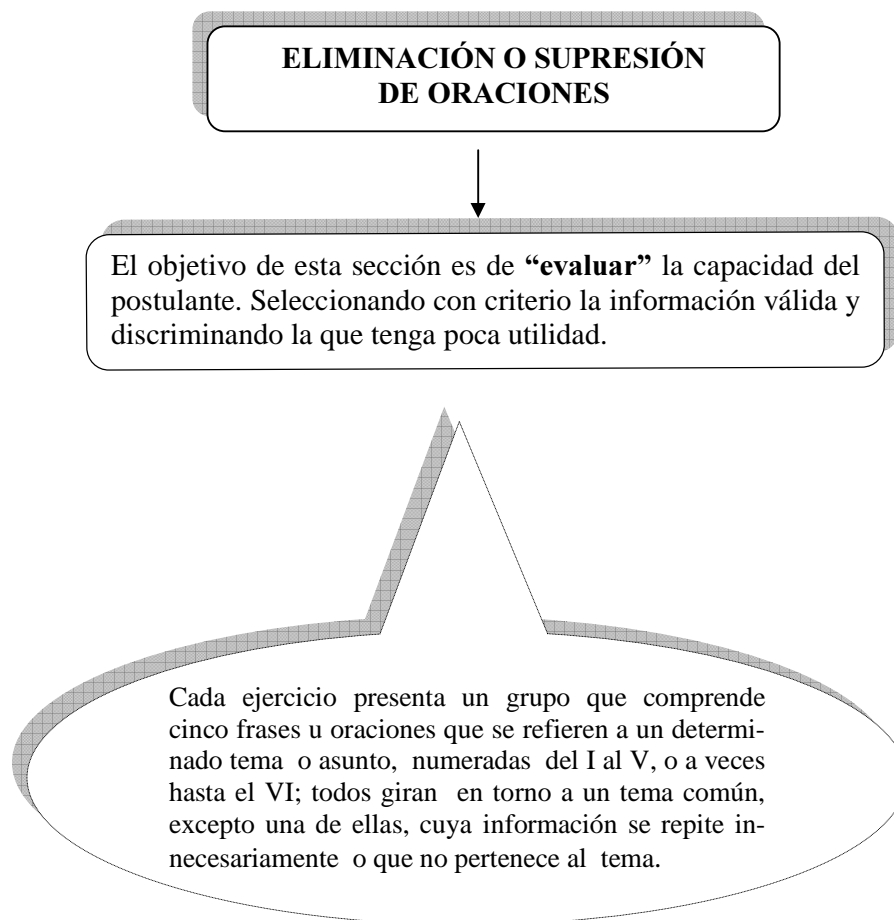 ELIMINACIÓN O SUPRESIÓN
DE ORACIONES
El objetivo de esta sección es de “evaluar” la capacidad del
postulante. Seleccionando con criterio la información válida y
discriminando la que tenga poca utilidad.
Cada ejercicio presenta un grupo que comprende
cinco frases u oraciones que se refieren a un determi-
nado tema o asunto, numeradas del I al V, o a veces
hasta el VI; todos giran en torno a un tema común,
excepto una de ellas, cuya información se repite in-
necesariamente o que no pertenece al tema.